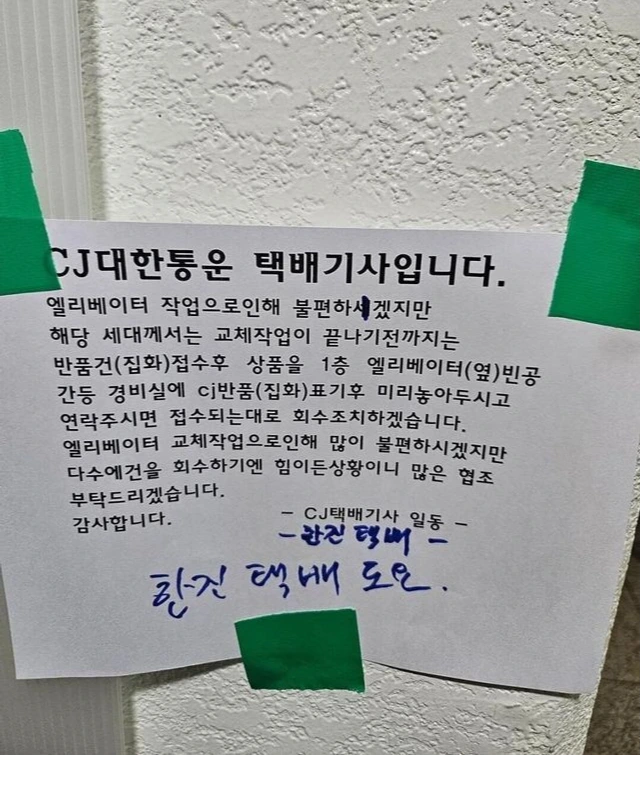 CJ대한통운 택배기사입니다.
엘리베이터 작업으로인해 불편하시겠지만
해당 세대께서는 교체작업이 끝나기전까지는
반품건(집화)접수후 상품을 1층 엘리베이터(옆)빈공
간등 경비실에 cj반품(집화)표기후 미리놓아두시고
연락주시면 접수되는대로 회수조치하겠습니다.
엘리베이터 교체작업으로인해 많이 불편하시겠지만
다수에건을 회수하기엔 힘이든상황이니 많은 협조
부탁드리겠습니다.
감사합니다.
- CJ택배기사 일동 -
- 한진 택배 -
한진 택배 도요.